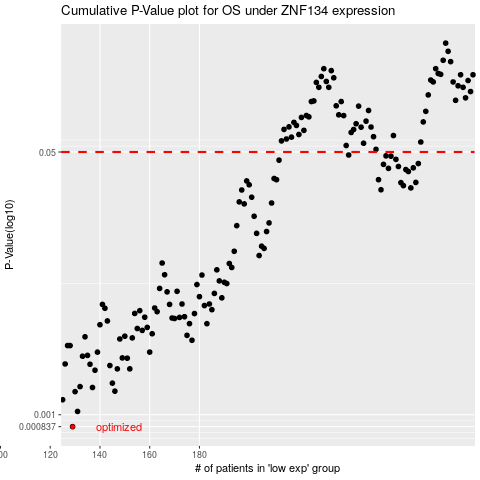 Cumulative P-Value plot for OS under ZNF134 expression
P-Value(log10)
0.05
0.001
0.000837
optimized
00 120 140 160 180
# of patients in 'low exp' group